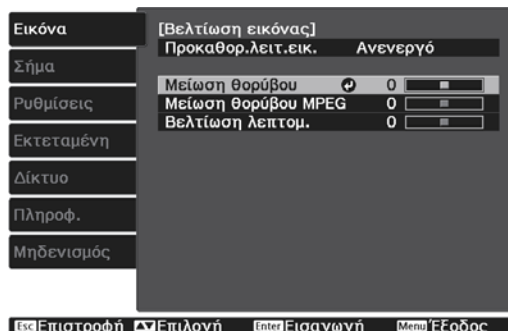 Εικόνα
Σήμα
Ρυθμίσεις
Εκτεταμένη
Δίκτυο
Πληροφ.
Μηδενισμός
[Βελτίωση εικόνας]
Προκαθορ.λειτ.εικ. Ανενεργό
Μείωση θορύβου 0
Μείωση θορύβου MPEG 0
Βελτίωση λεπτομ. 0
Esc Επιστροφή Επιλογή Enter Εισαγωγή Menu Έξοδος